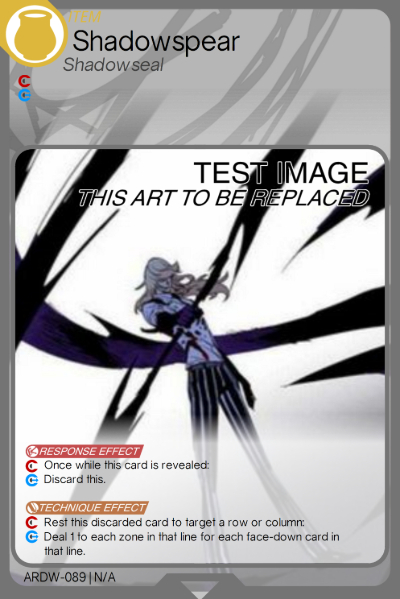 Shadowspear
Shadowseal
C
C
TEST IMAGE
THIS ART TO BE REPLACED
RESPONSE EFFECT
C Once while this card is revealed:
C Discard this.
TECHNIQUE EFFECT
C Rest this discarded card to target a row or column:
C Deal 1 to each zone in that line for each face-down card in
that line.
ARDW-089|N/A